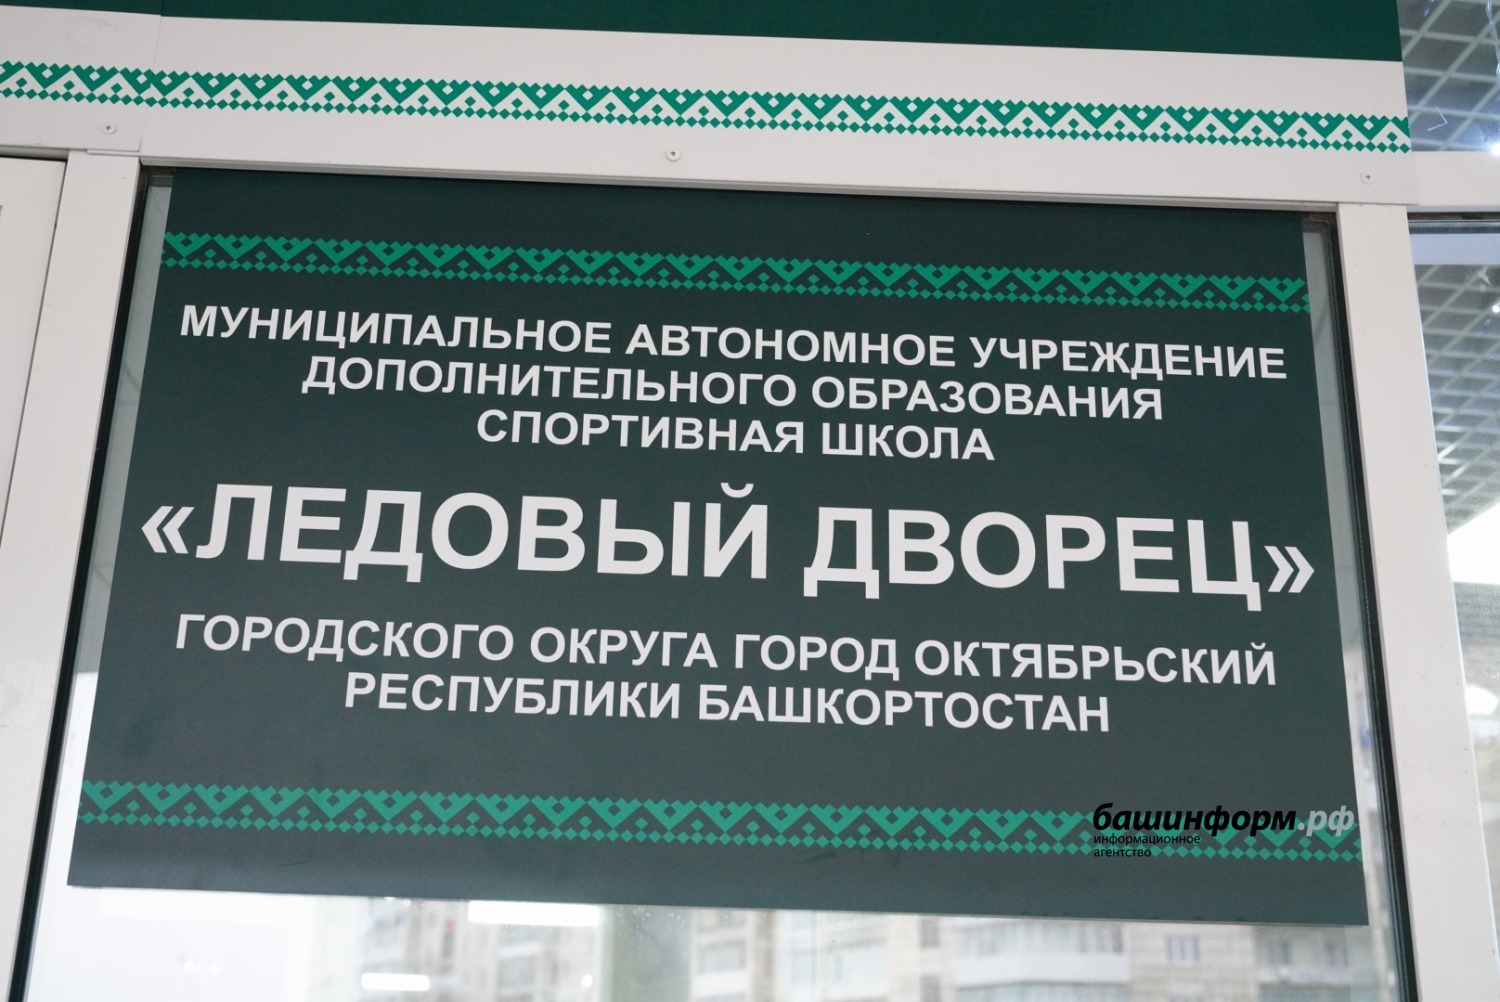 МУНИЦИПАЛЬНОЕ АВТОНОМНОЕ УЧРЕЖДЕНИЕ
ДОПОЛНИТЕЛЬНОГО ОБРАЗОВАНИЯ
СПОРТИВНАЯ ШКОЛА
«ЛЕДОВЫЙ ДВОРЕЦ»
ГОРОДСКОГО ОКРУГА ГОРОД ОКТЯБРЬСКИЙ
РЕСПУБЛИКИ БАШКОРТОСТАН
башинформ.рф
информационное
агентство